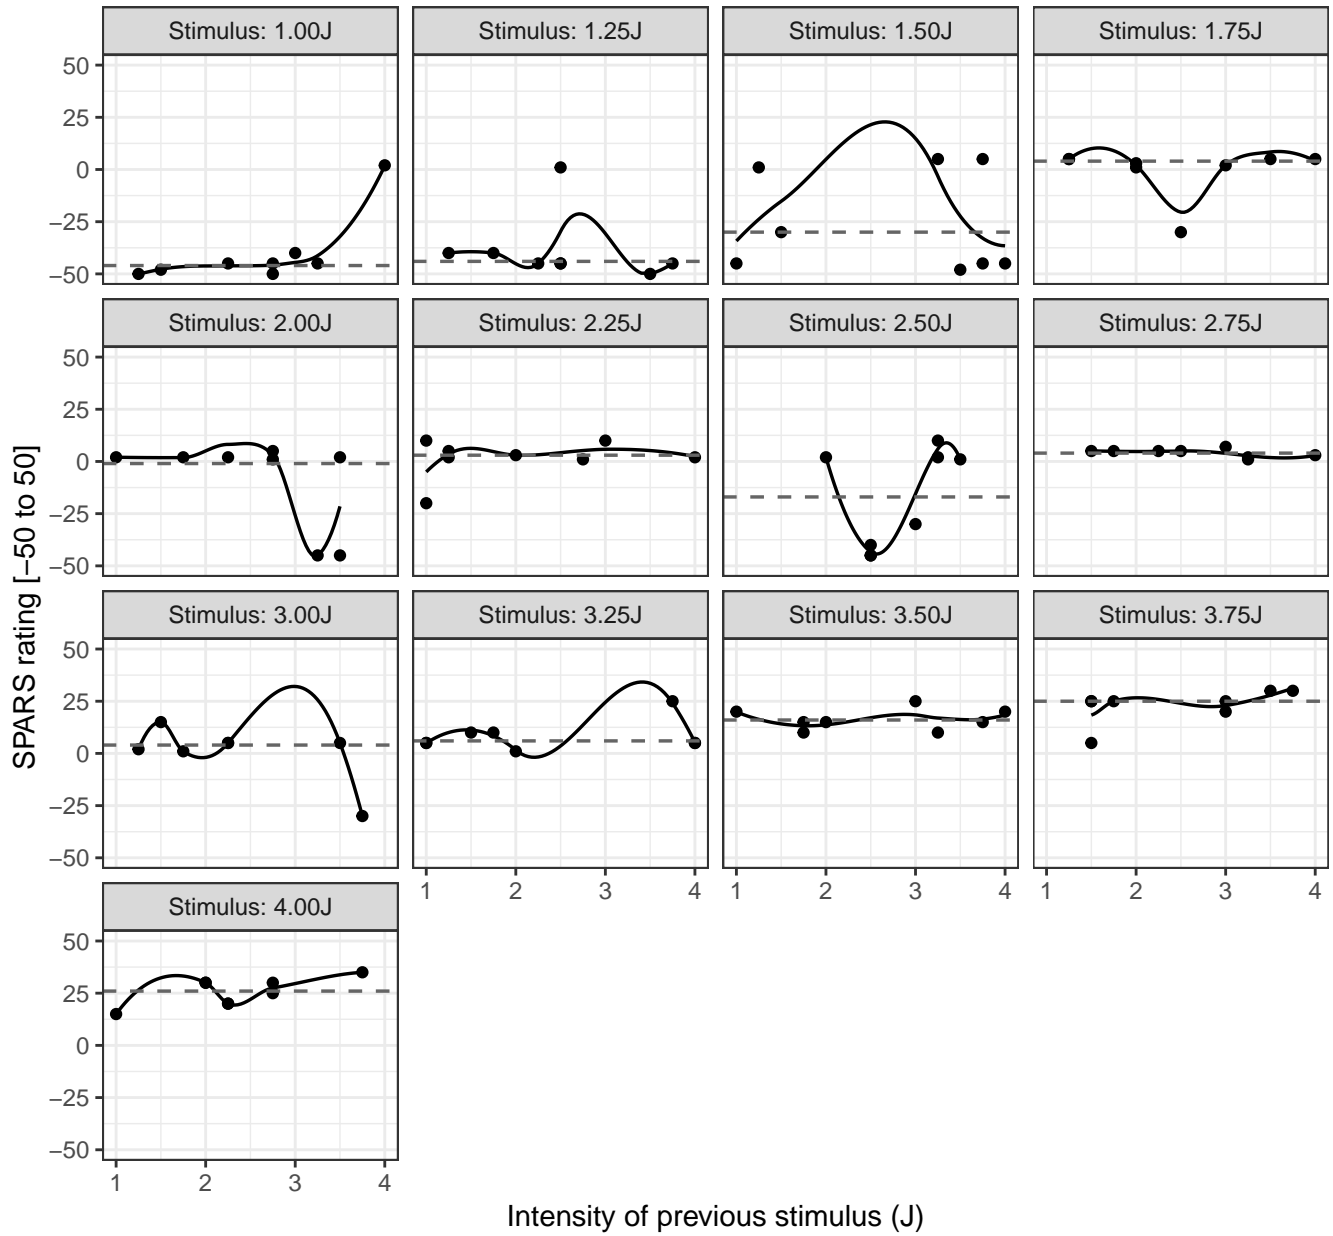 Stimulus: 1.00J Stimulus: 1.25J Stimulus: 1.50J Stimulus: 1.75J
50
25
0
−25
−50
Stimulus: 2.00J Stimulus: 2.25J Stimulus: 2.50J Stimulus: 2.75J
50
25
0
−25
−50
SPARS rating [−50 to 50]
Stimulus: 3.00J Stimulus: 3.25J Stimulus: 3.50J Stimulus: 3.75J
50
25
0
−25
−50
1 2 3 4 1 2 3 4 1 2 3 4
Stimulus: 4.00J
50
25
0
−25
−50
1 2 3 4
Intensity of previous stimulus (J)